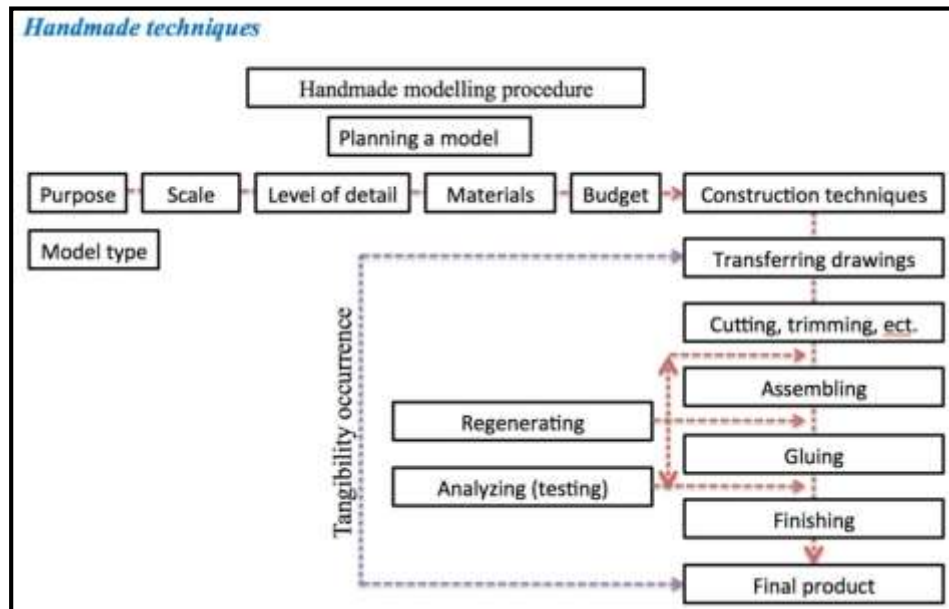 Handmade techniques
Handmade modelling procedure
Planning a model
Purpose
Scale
Level of detail
Materials
Budget
Construction techniques
Model type
Transferring drawings
Cutting, trimming, ect.
Assembling
Regenerating
Gluing
Analyzing (testing)
Finishing
Final product
Tangibility occurrence